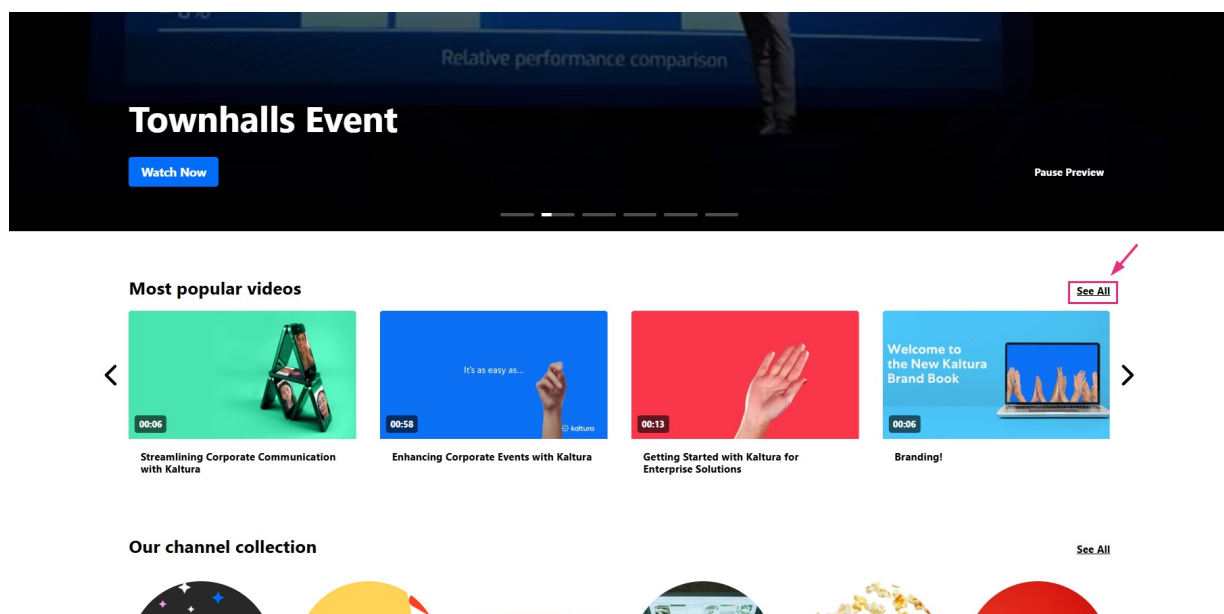 Relative performance comparison
Townhalls Event
Watch Now
Pause Preview
Most popular videos
See All
It's as easy as...
kaltura
Welcome to
the New Kaltura
Brand Book
00:06
00:58
00:13
00:06
Streamlining Corporate Communication
with Kaltura
Enhancing Corporate Events with Kaltura
Getting Started with Kaltura for
Enterprise Solutions
Branding!
Our channel collection
See All